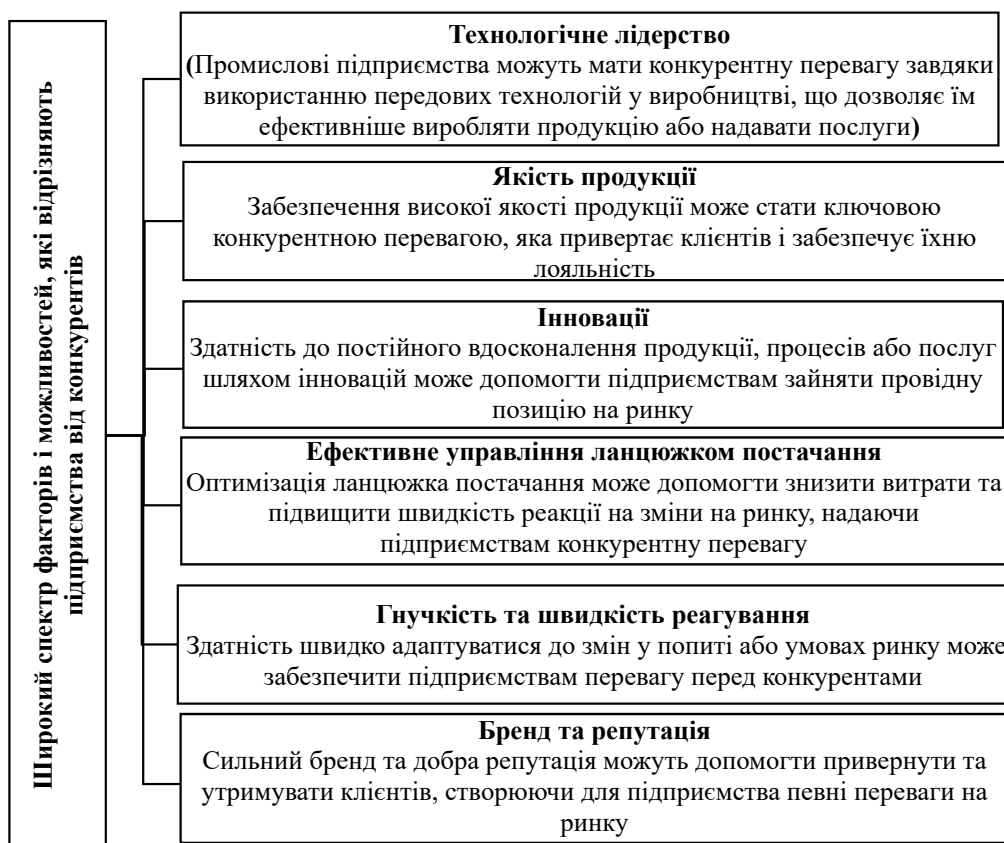 Широкий спектр факторів і можливостей, які відрізняють
підприємства від конкурентів
Технологічне лідерство
(Промислові підприємства можуть мати конкурентну перевагу завдяки
використанню передових технологій у виробництві, що дозволяє їм
ефективніше виробляти продукцію або надавати послуги)
Якість продукції
Забезпечення високої якості продукції може стати ключовою
конкурентною перевагою, яка привертає клієнтів і забезпечує їхню
лояльність
Інновації
Здатність до постійного вдосконалення продукції, процесів або послуг
шляхом інновацій може допомогти підприємствам зайняти провідну
позицію на ринку
Ефективне управління ланцюжком постачання
Оптимізація ланцюжка постачання може допомогти знизити витрати та
підвищити швидкість реакції на зміни на ринку, надаючи
підприємствам конкурентну перевагу
Гнучкість та швидкість реагування
Здатність швидко адаптуватися до змін у попиті або умовах ринку може
забезпечити підприємствам перевагу перед конкурентами
Бренд та репутація
Сильний бренд та добра репутація можуть допомогти привернути та
утримувати клієнтів, створюючи для підприємства певні переваги на
ринку